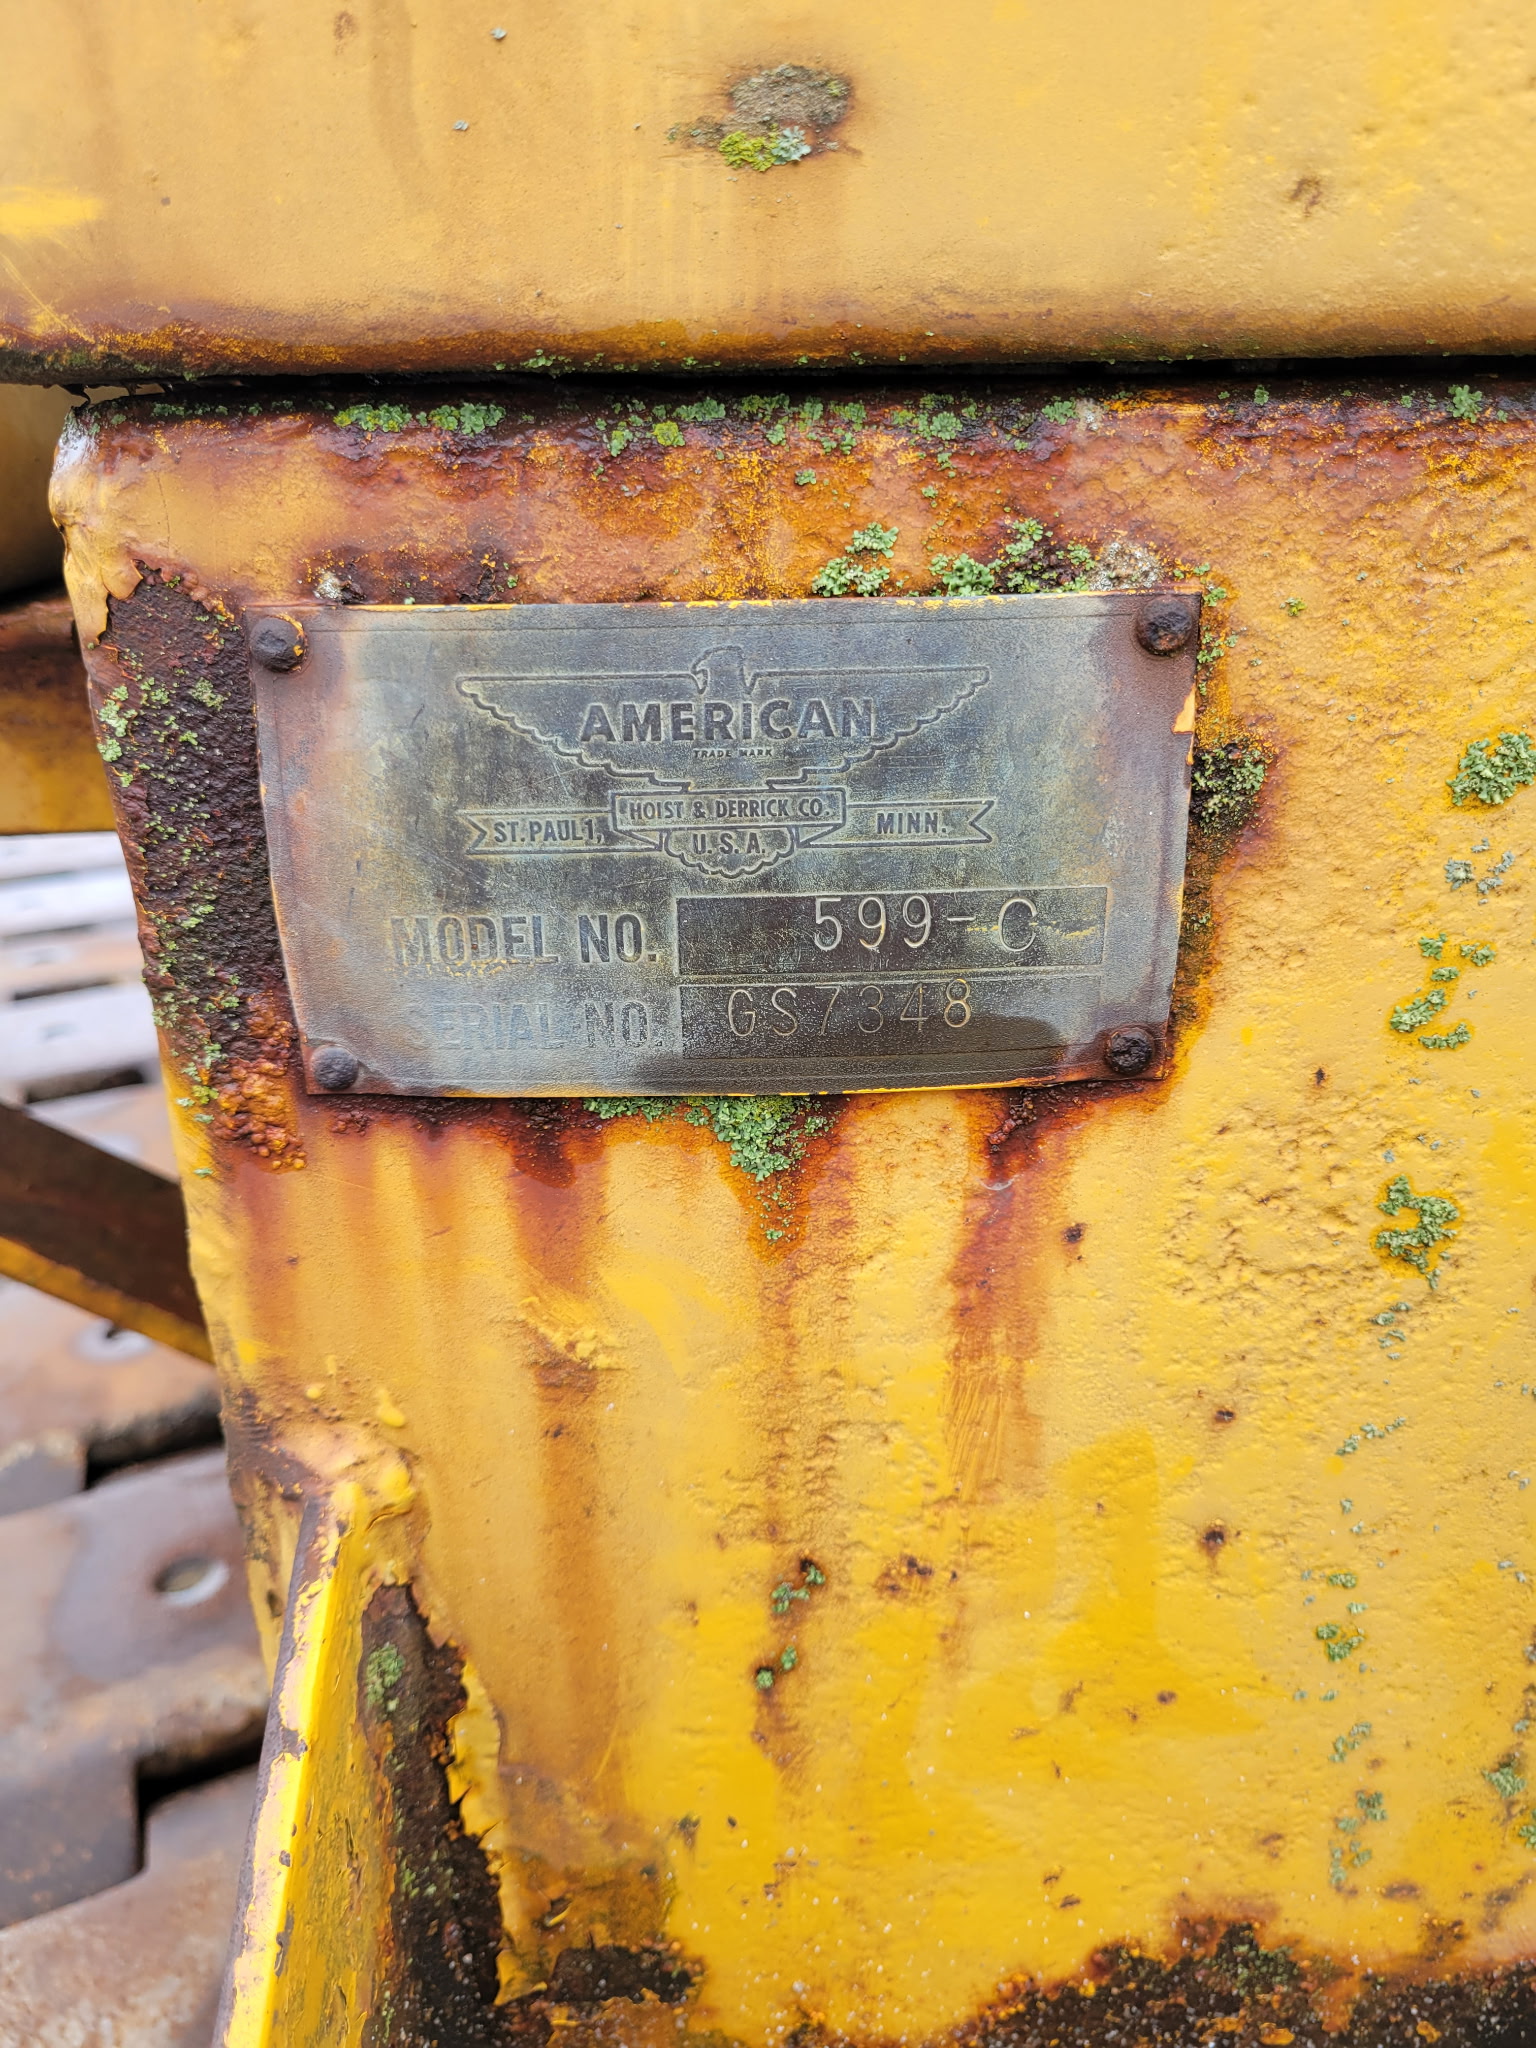 AMERICAN
TRADE MARK
HOIST & DERRICK CO.
ST. PAUL 1, U.S.A. MINN.
MODEL NO. 599-C
SERIAL NO. GS7348